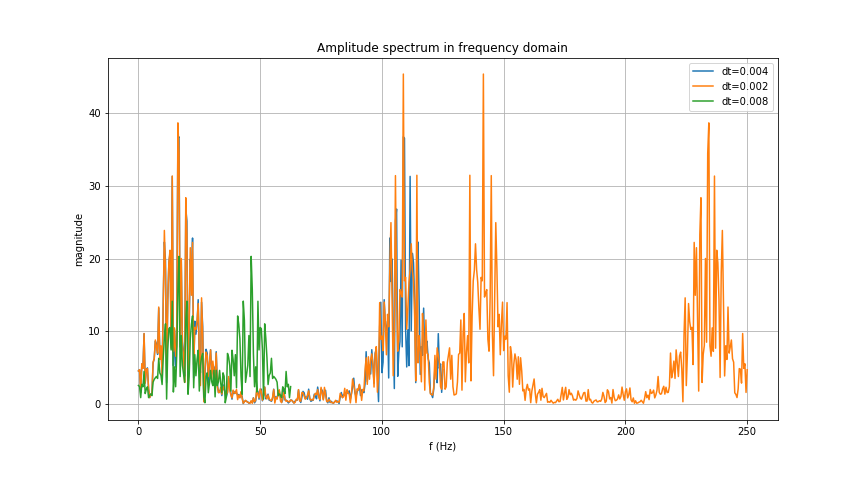 Amplitude spectrum in frequency domain
dt=0.004
dt=0.002
dt=0.008
magnitude
40
30
20
10
0
0 50 100 150 200 250
f (Hz)